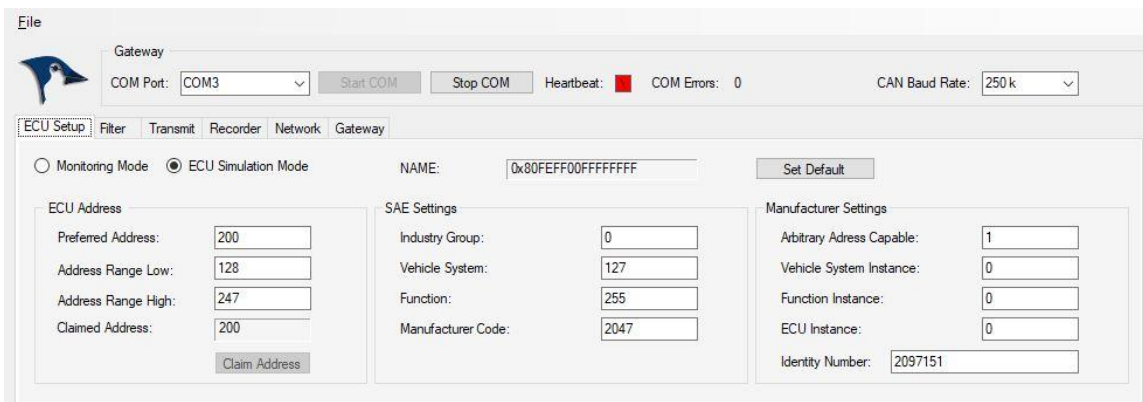 File
Gateway
COM Port: COM3 Start COM Stop COM Heartbeat: COM Errors: 0 CAN Baud Rate: 250 k
ECU Setup Filter Transmit Recorder Network Gateway
Monitoring Mode ECU Simulation Mode NAME: 0x80FEFF00FFFFFFFF Set Default
ECU Address
Preferred Address: 200
Address Range Low: 128
Address Range High: 247
Claimed Address: 200
Claim Address
SAE Settings
Industry Group: 0
Vehicle System: 127
Function: 255
Manufacturer Code: 2047
Manufacturer Settings
Arbitrary Adress Capable: 1
Vehicle System Instance: 0
Function Instance: 0
ECU Instance: 0
Identity Number: 2097151